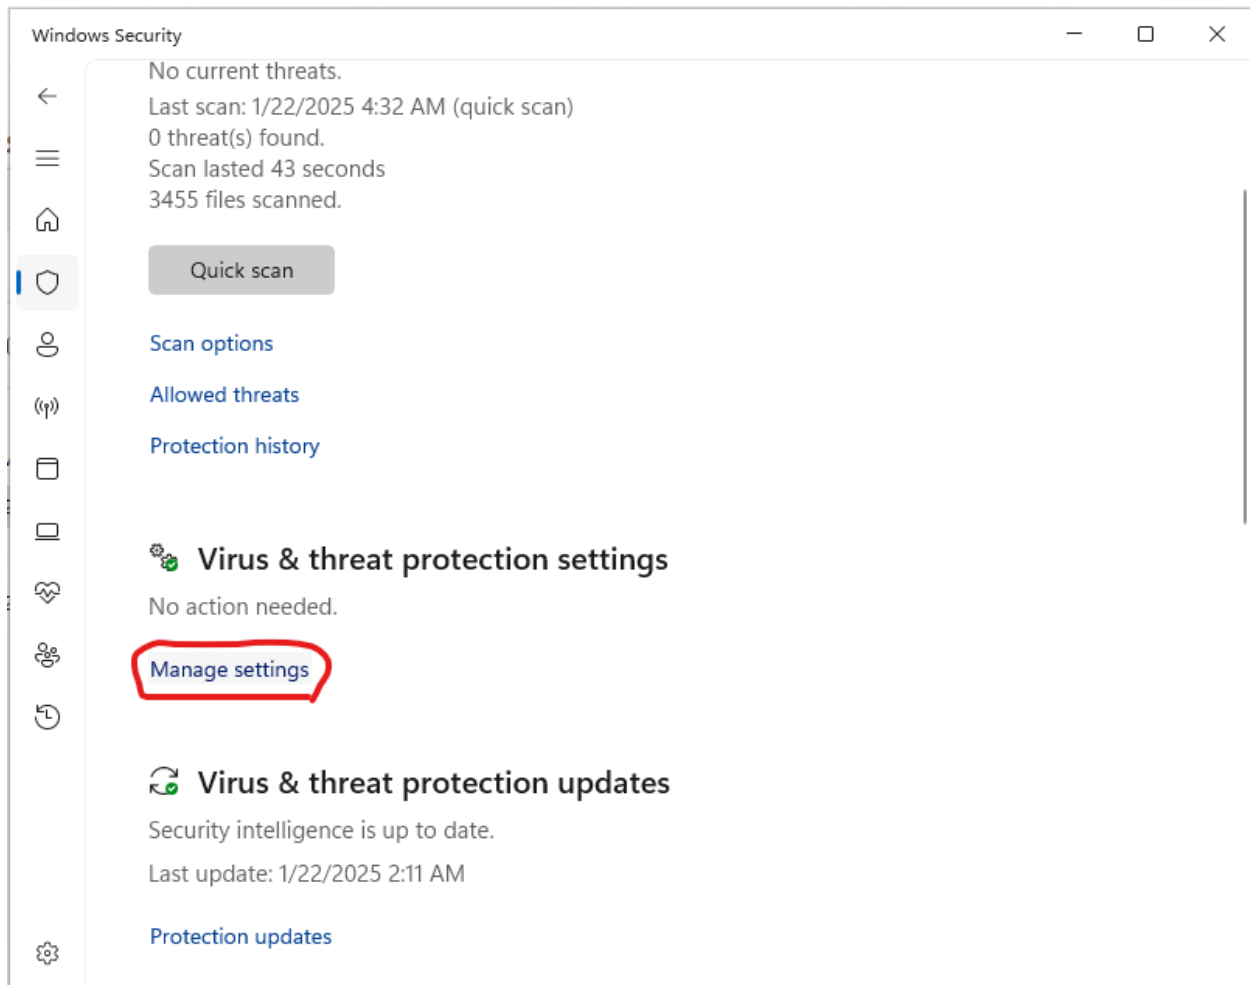 Windows Security
No current threats.
Last scan: 1/22/2025 4:32 AM (quick scan)
0 threat(s) found.
Scan lasted 43 seconds
3455 files scanned.
Quick scan
Scan options
Allowed threats
Protection history
Virus & threat protection settings
No action needed.
Manage settings
Virus & threat protection updates
Security intelligence is up to date.
Last update: 1/22/2025 2:11 AM
Protection updates